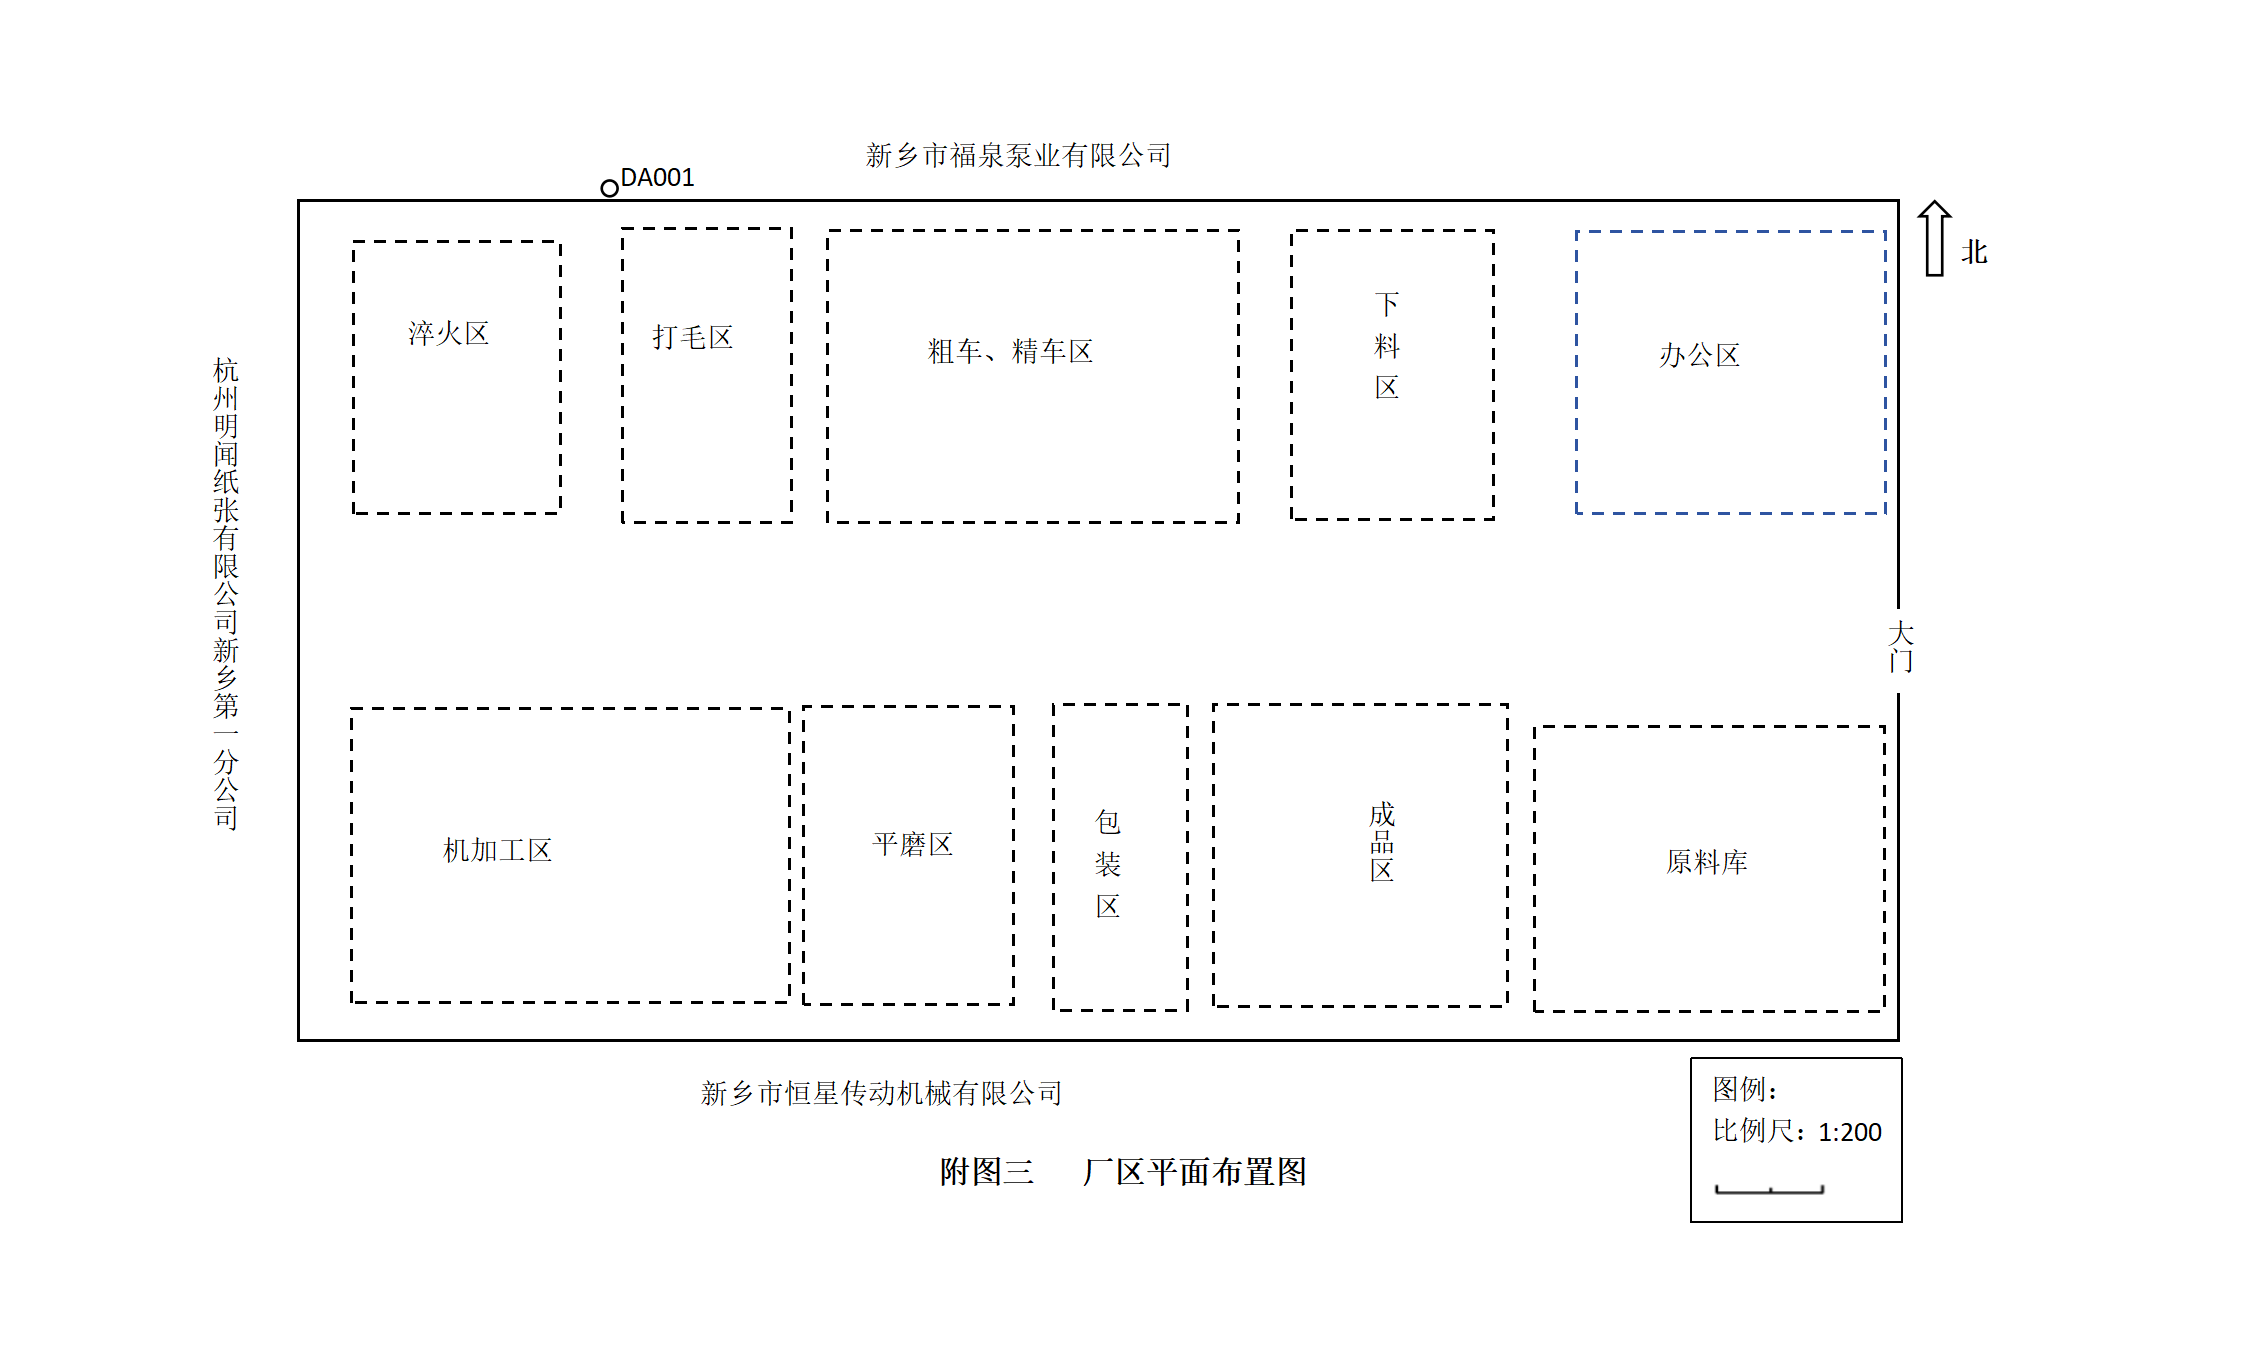 新乡市福泉泵业有限公司
DA001
北
淬火区
打毛区
粗车、精车区
下料区
办公区
杭州明闻纸张有限公司新乡第一分公司
大门
机加工区
平磨区
包装区
成品区
原料库
新乡市恒星传动机械有限公司
图例：
比例尺：1:200
附图三 厂区平面布置图